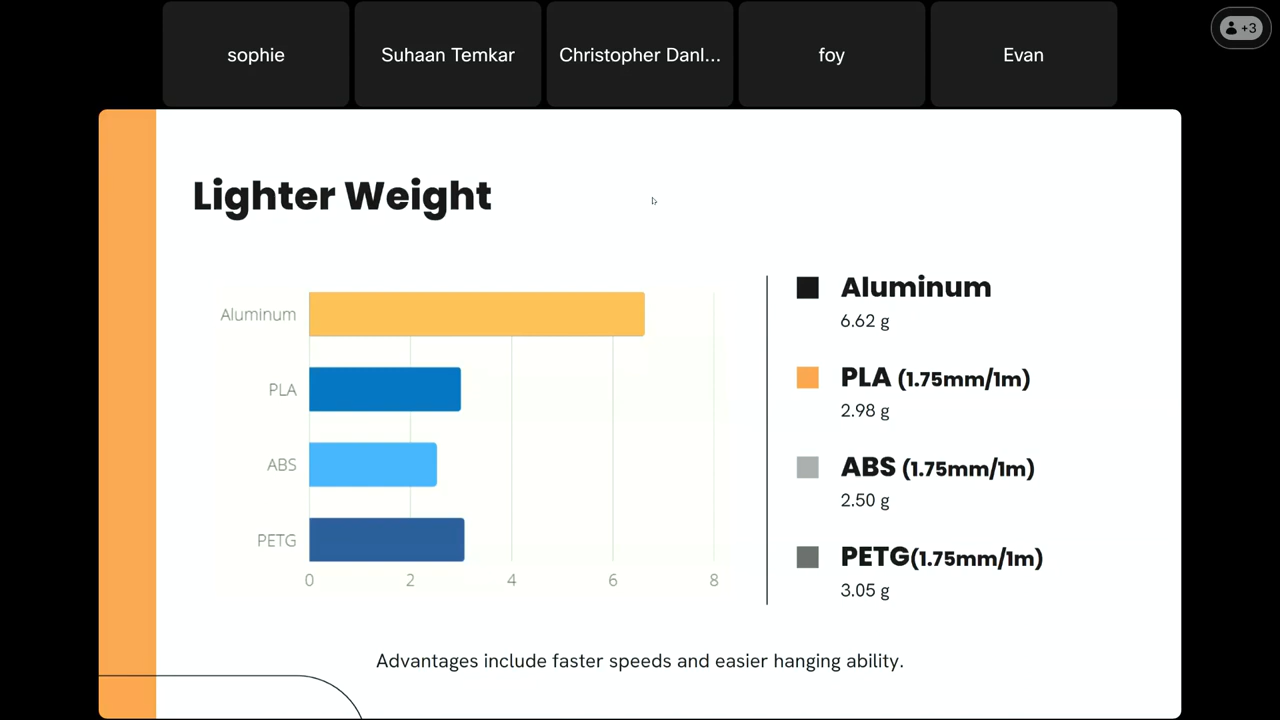 sophie
Suhaan Temkar
Christopher Danl...
foy
Evan
+3
Lighter Weight
Aluminum
PLA
ABS
PETG
0 2 4 6 8
Aluminum
6.62 g
PLA (1.75mm/1m)
2.98 g
ABS (1.75mm/1m)
2.50 g
PETG(1.75mm/1m)
3.05 g
Advantages include faster speeds and easier hanging ability.